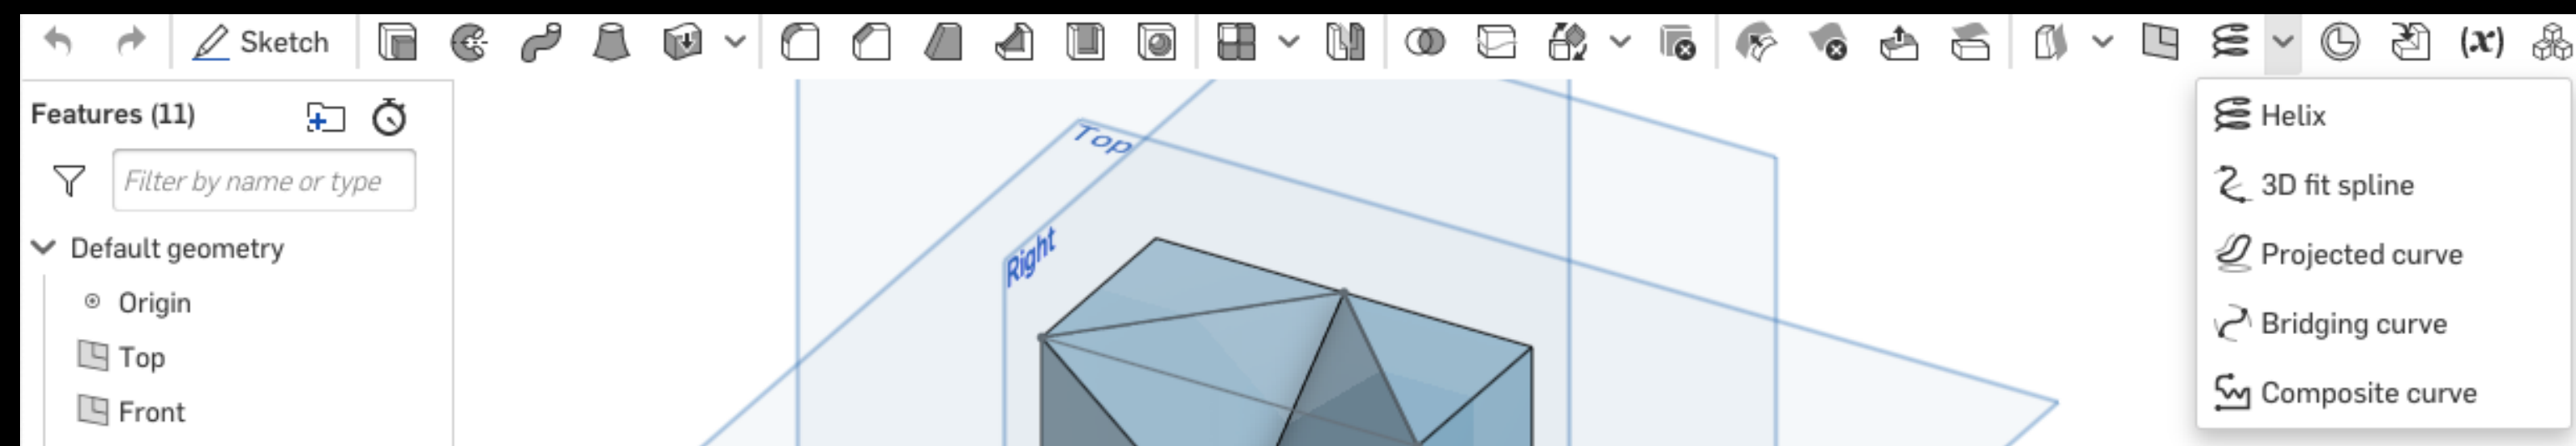 Sketch
(x)
Features (11)
Filter by name or type
Default geometry
Origin
Top
Front
Top
Right
Helix
3D fit spline
Projected curve
Bridging curve
Composite curve